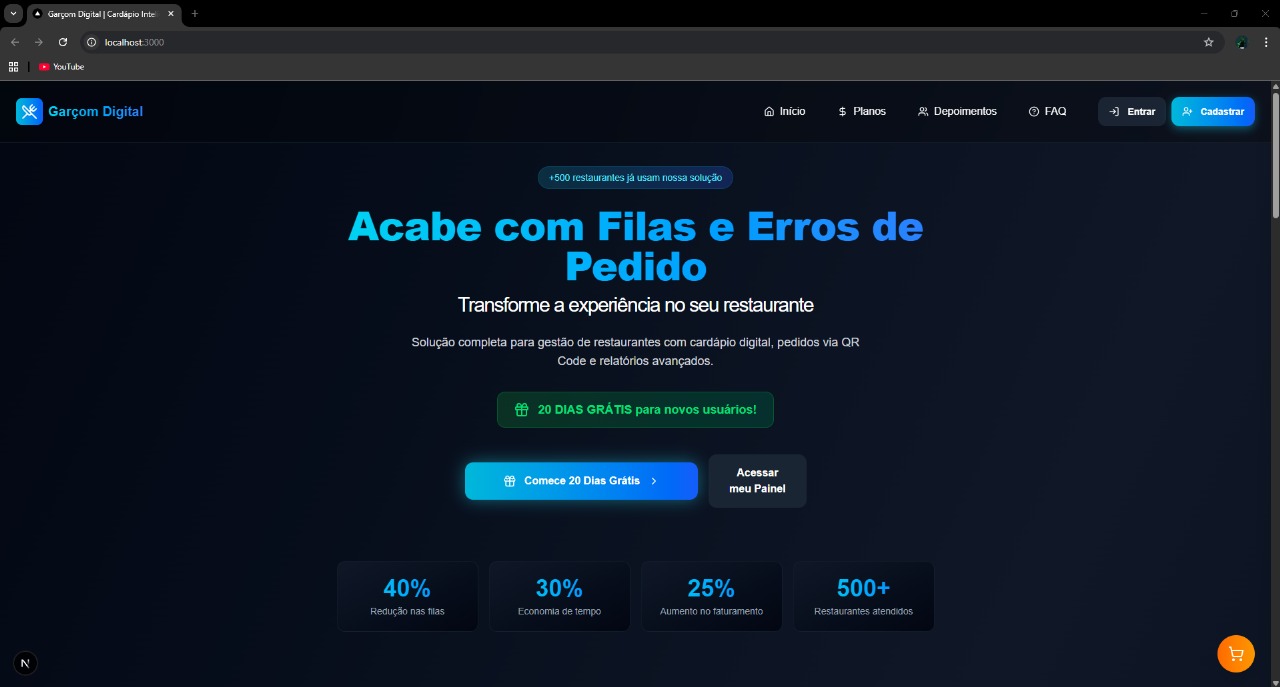 Garçom Digital | Cardápio Inteli
localhost:3000
YouTube
Garçom Digital
Início
Planos
Depoimentos
FAQ
Entrar
Cadastrar
+500 restaurantes já usam nossa solução
Acabe com Filas e Erros de
Pedido
Transforme a experiência no seu restaurante
Solução completa para gestão de restaurantes com cardápio digital, pedidos via QR
Code e relatórios avançados.
20 DIAS GRÁTIS para novos usuários!
Comece 20 Dias Grátis
Acessar
meu Painel
40%
Redução nas filas
30%
Economia de tempo
25%
Aumento no faturamento
500+
Restaurantes atendidos
N